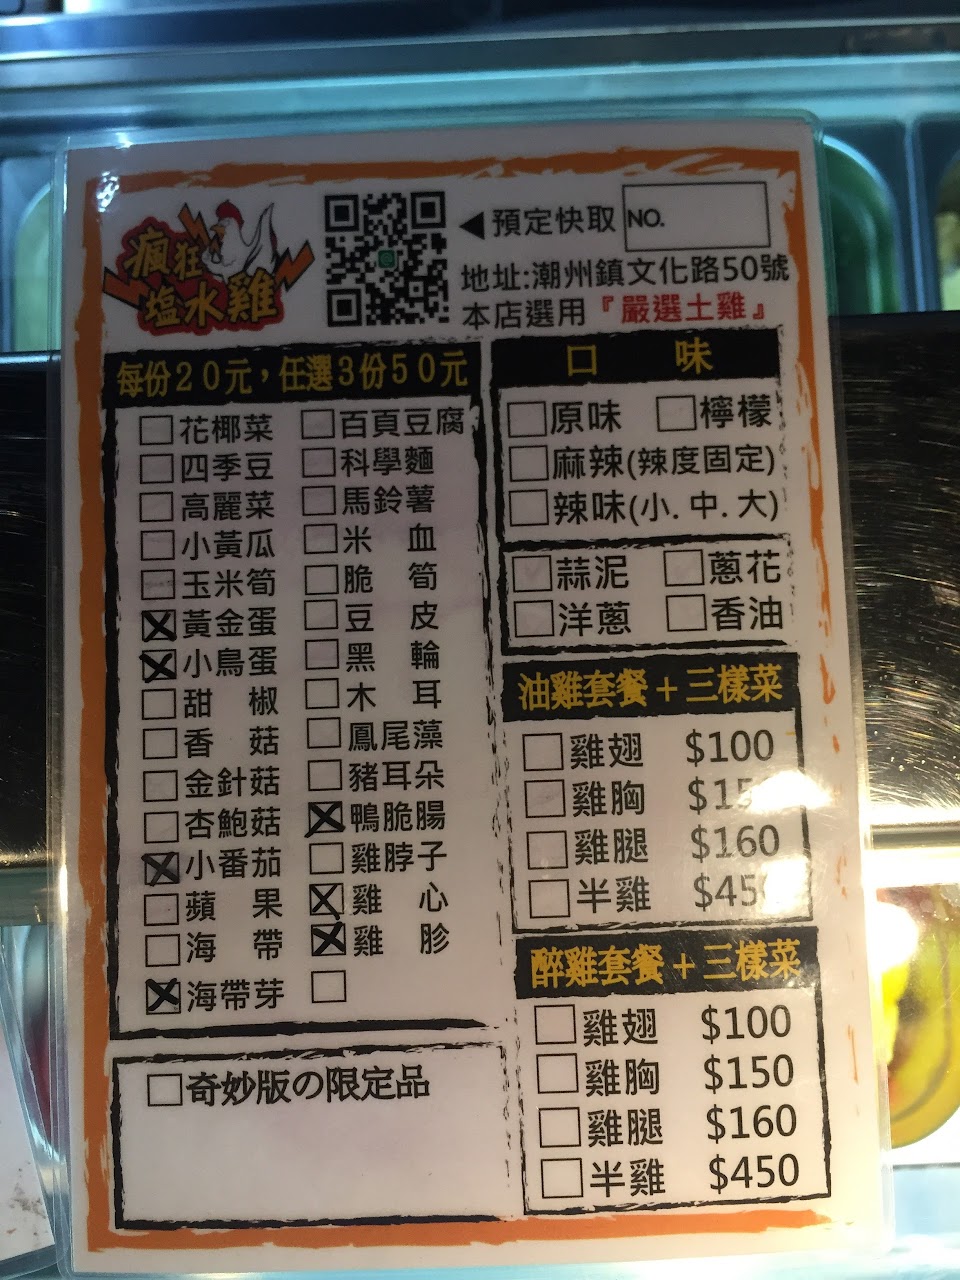 瘋狂
塩水雞
◀預定快取 NO.
地址:潮州鎮文化路50號
本店選用『嚴選土雞』
每份20元，任選3份50元
花椰菜
四季豆
高麗菜
小黃瓜
玉米筍
黃金蛋
小鳥蛋
甜椒
香菇
金針菇
杏鮑菇
小番茄
蘋果
海帶
海帶芽
百頁豆腐
科學麵
馬鈴薯
米血
脆筍
豆皮
黑輪
木耳
鳳尾藻
豬耳朵
鴨脆腸
雞脖子
雞心
雞胗
奇妙版の限定品
口味
原味 檸檬
麻辣(辣度固定)
辣味(小.中.大)
蒜泥 蔥花
洋蔥 香油
油雞套餐＋三樣菜
雞翅 $100
雞胸
雞腿 $160
半雞
醉雞套餐＋三樣菜
雞翅 $100
雞胸 $150
雞腿 $160
半雞 $450